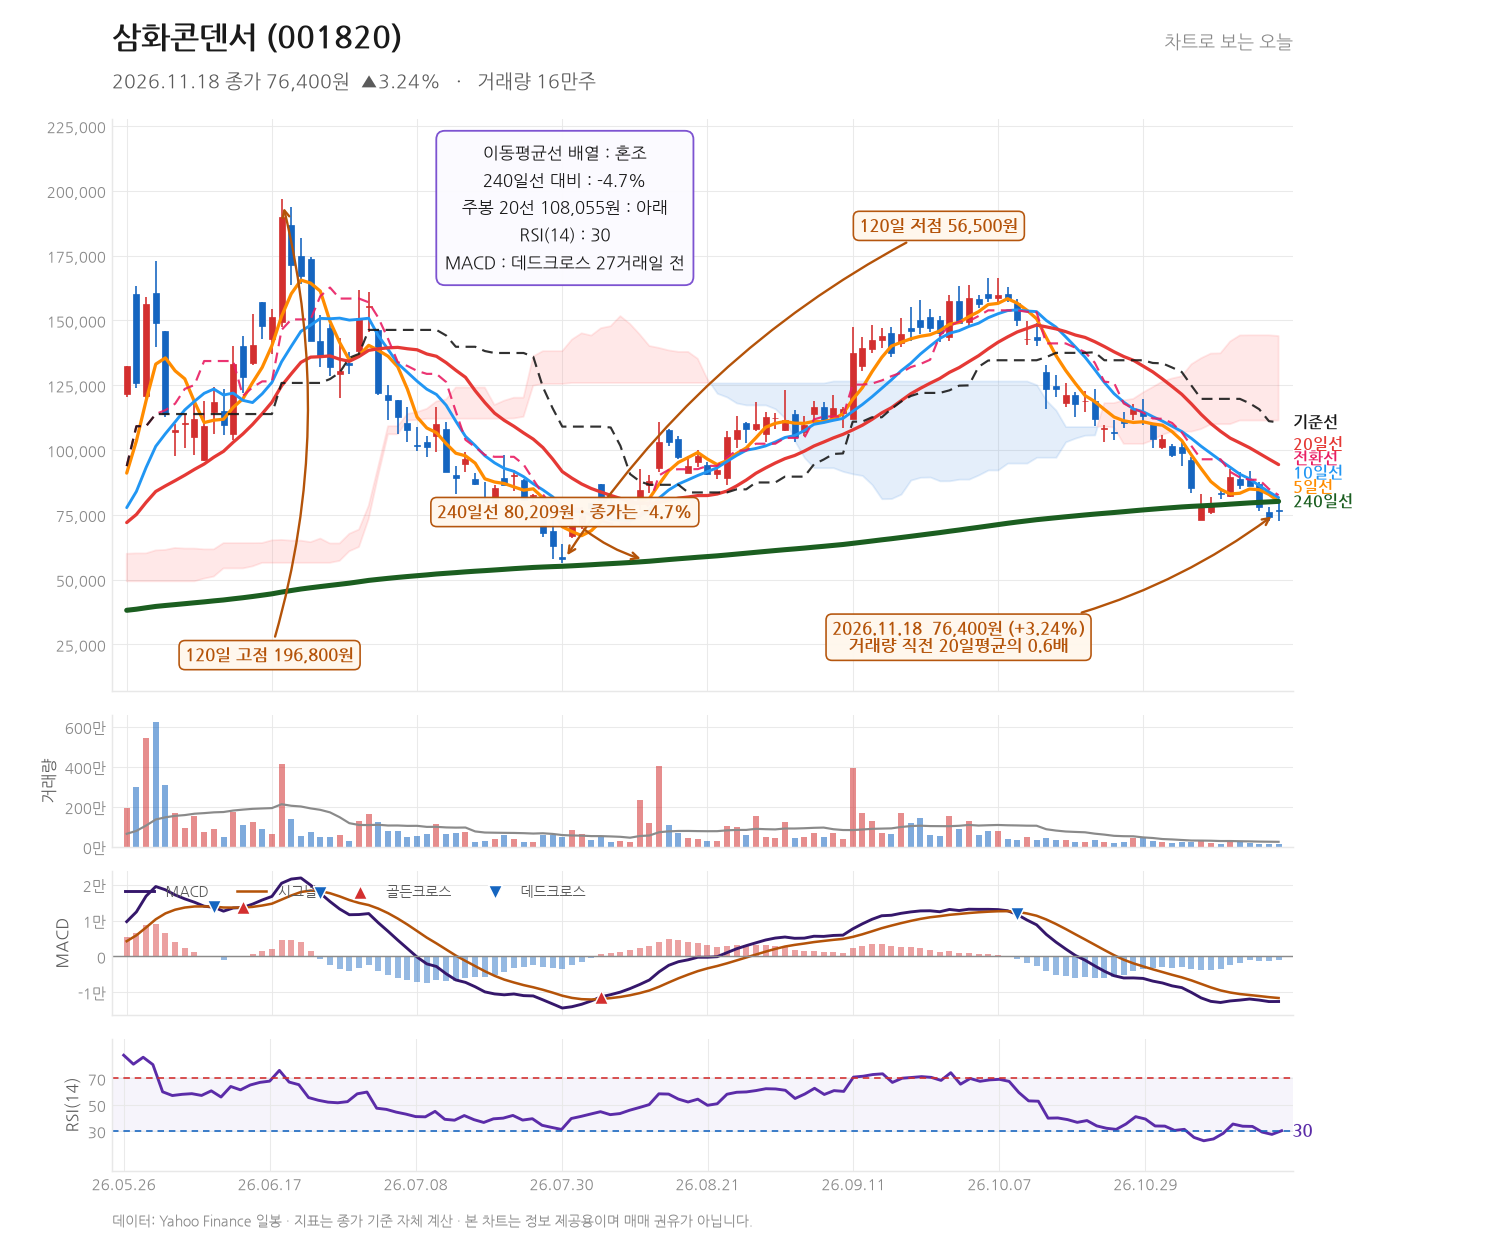 삼화콘덴서 (001820)
차트로 보는 오늘
2026.11.18 종가 76,400원 ▲3.24% · 거래량 16만주
225,000
200,000
175,000
150,000
125,000
100,000
75,000
50,000
25,000
이동평균선 배열 : 혼조
240일선 대비 : -4.7%
주봉 20선 108,055원 : 아래
RSI(14) : 30
MACD : 데드크로스 27거래일 전
120일 저점 56,500원
240일선 80,209원 · 종가는 -4.7%
120일 고점 196,800원
2026.11.18 76,400원 (+3.24%)
거래량 직전 20일평균의 0.6배
기준선
20일선
전환선
10일선
5일선
240일선
거래량
600만
400만
200만
0만
MACD
2만
1만
0
-1만
MACD 시그널 골든크로스 데드크로스
RSI(14)
70
50
30
30
26.05.26 26.06.17 26.07.08 26.07.30 26.08.21 26.09.11 26.10.07 26.10.29
데이터: Yahoo Finance 일봉 · 지표는 종가 기준 자체 계산 · 본 차트는 정보 제공용이며 매매 권유가 아닙니다.